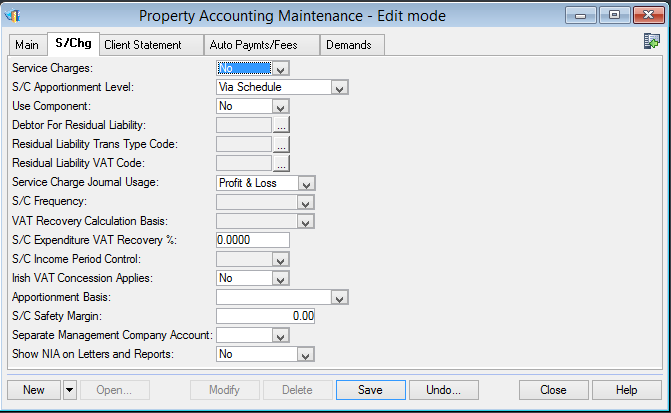 Property Accounting Maintenance - Edit mode
Main S/Chg Client Statement Auto Paymts/Fees Demands
Service Charges: No
S/C Apportionment Level: Via Schedule
Use Component: No
Debtor For Residual Liability: ...
Residual Liability Trans Type Code: ...
Residual Liability VAT Code: ...
Service Charge Journal Usage: Profit & Loss
S/C Frequency:
VAT Recovery Calculation Basis:
S/C Expenditure VAT Recovery %: 0.0000
S/C Income Period Control:
Irish VAT Concession Applies: No
Apportionment Basis:
S/C Safety Margin: 0.00
Separate Management Company Account:
Show NIA on Letters and Reports: No
New Open... Modify Delete Save Undo... Close Help